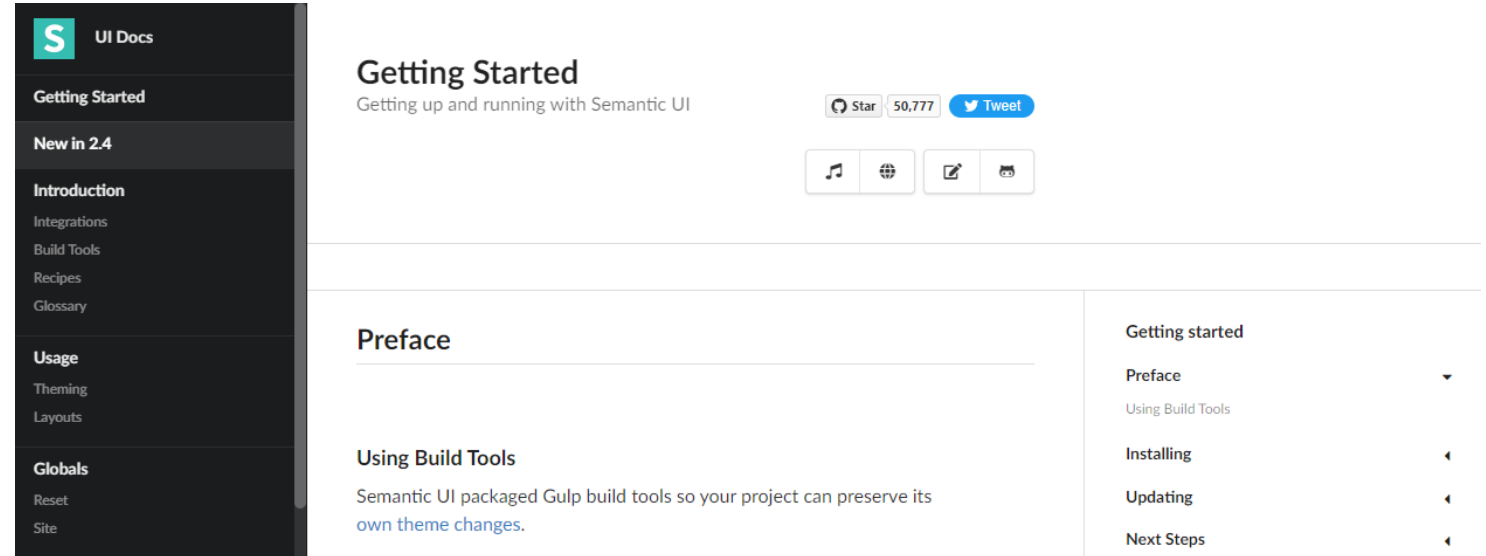 S
UI Docs
Getting Started
New in 2.4
Introduction
Integrations
Build Tools
Recipes
Glossary
Usage
Theming
Layouts
Globals
Reset
Site
Getting Started
Getting up and running with Semantic UI
Star 50,777 Tweet
Preface
Using Build Tools
Semantic UI packaged Gulp build tools so your project can preserve its
own theme changes.
Getting started
Preface
Using Build Tools
Installing
Updating
Next Steps